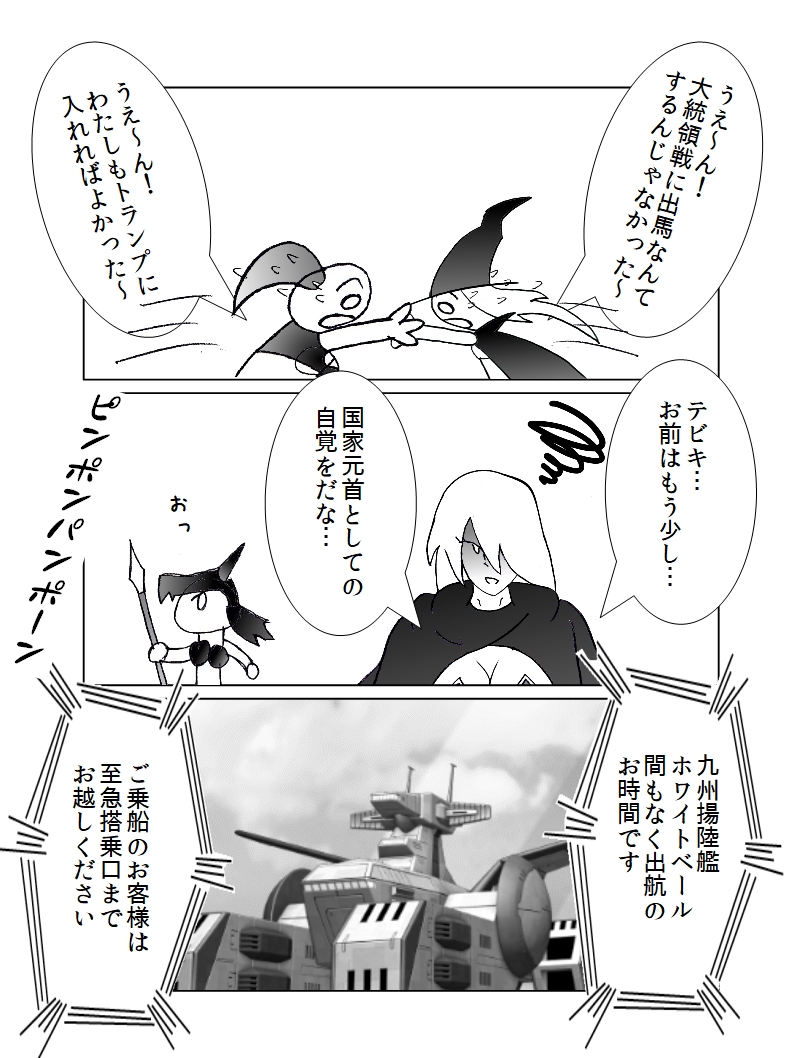 うえ～ん！
大統領戦に出馬なんて
するんじゃなかった～
うえ～ん！
わたしもトランプに
入れればよかった～
テビキ…
お前はもう少し…
国家元首としての
自覚をだな…
おっ
ピンポンパンポーン
九州揚陸艦
ホワイトベール
間もなく出航の
お時間です
ご乗船のお客様は
至急搭乗口まで
お越しください